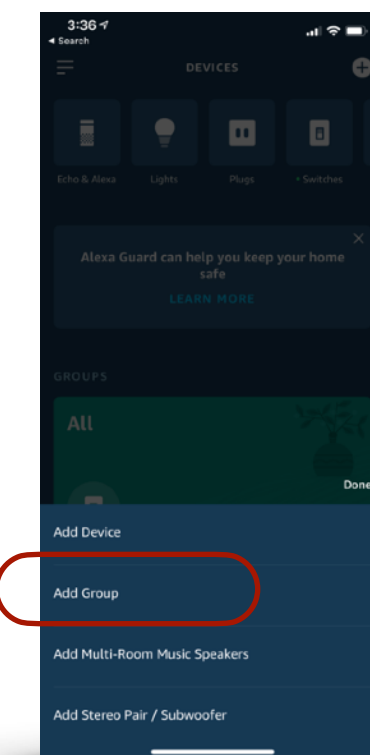 3:36
Search
DEVICES
Echo & Alexa Lights Plugs + Switches
Alexa Guard can help you keep your home
safe
LEARN MORE
GROUPS
All
Done
Add Device
Add Group
Add Multi-Room Music Speakers
Add Stereo Pair / Subwoofer